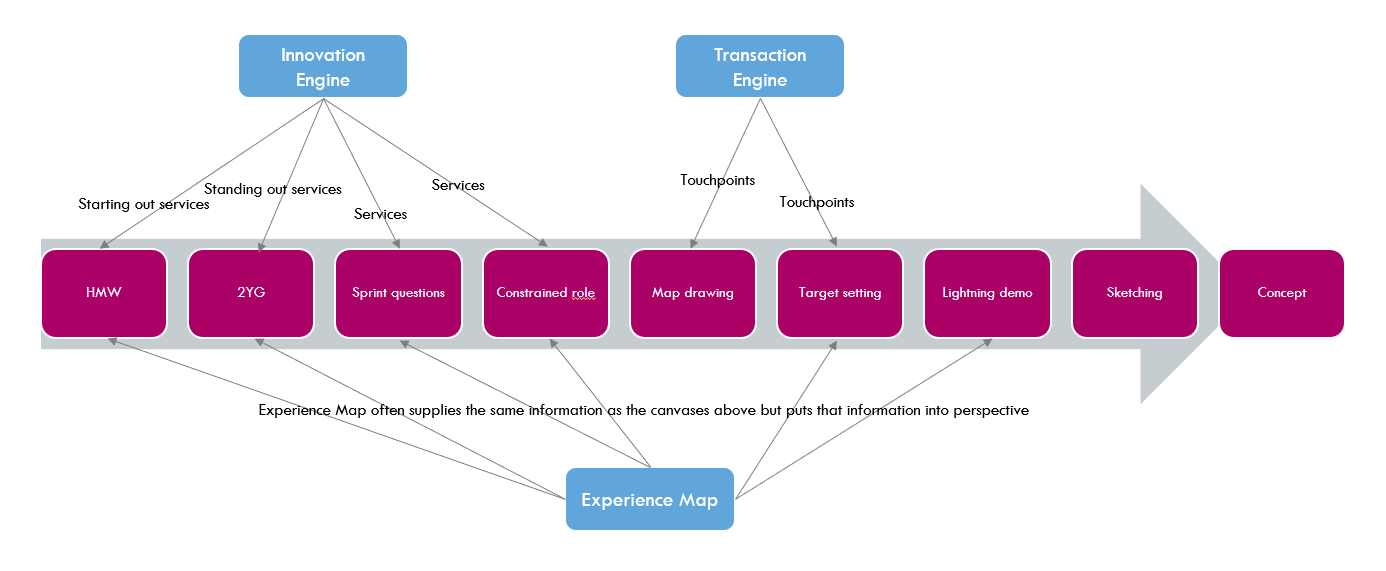 Innovation
Engine
Transaction
Engine
Touchpoints
Services
Standing out services
Touchpoints
Starting out services
Services
HMW
2YG
Sprint questions
Constrained role
Map drawing
Target setting
Lightning demo
Sketching
Concept
Experience Map often supplies the same information as the canvases above but puts that information into perspective
Experience Map